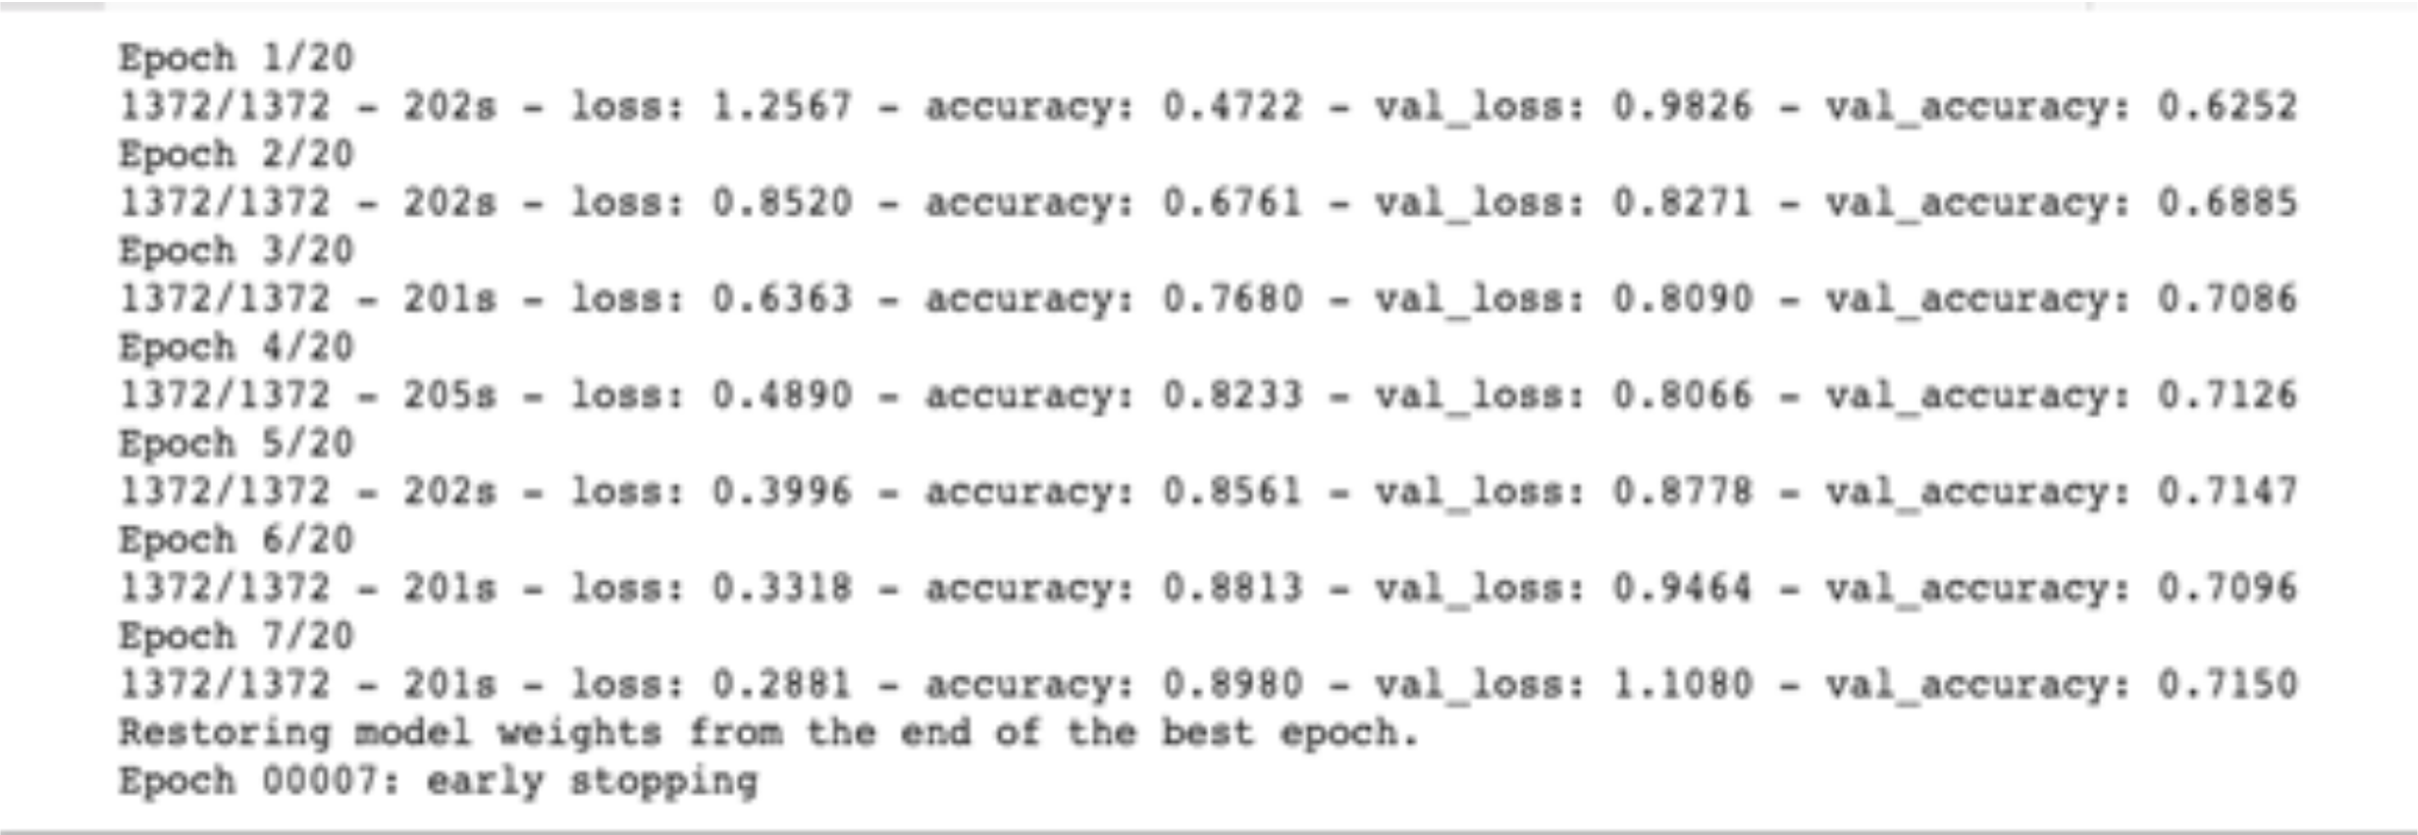 Epoch 1/20
1372/1372 - 202s - loss: 1.2567 - accuracy: 0.4722 - val_loss: 0.9826 - val_accuracy: 0.6252
Epoch 2/20
1372/1372 - 202s - loss: 0.8520 - accuracy: 0.6761 - val_loss: 0.8271 - val_accuracy: 0.6885
Epoch 3/20
1372/1372 - 201s - loss: 0.6363 - accuracy: 0.7680 - val_loss: 0.8090 - val_accuracy: 0.7086
Epoch 4/20
1372/1372 - 205s - loss: 0.4890 - accuracy: 0.8233 - val_loss: 0.8066 - val_accuracy: 0.7126
Epoch 5/20
1372/1372 - 202s - loss: 0.3996 - accuracy: 0.8561 - val_loss: 0.8778 - val_accuracy: 0.7147
Epoch 6/20
1372/1372 - 201s - loss: 0.3318 - accuracy: 0.8813 - val_loss: 0.9464 - val_accuracy: 0.7096
Epoch 7/20
1372/1372 - 201s - loss: 0.2881 - accuracy: 0.8980 - val_loss: 1.1080 - val_accuracy: 0.7150
Restoring model weights from the end of the best epoch.
Epoch 00007: early stopping